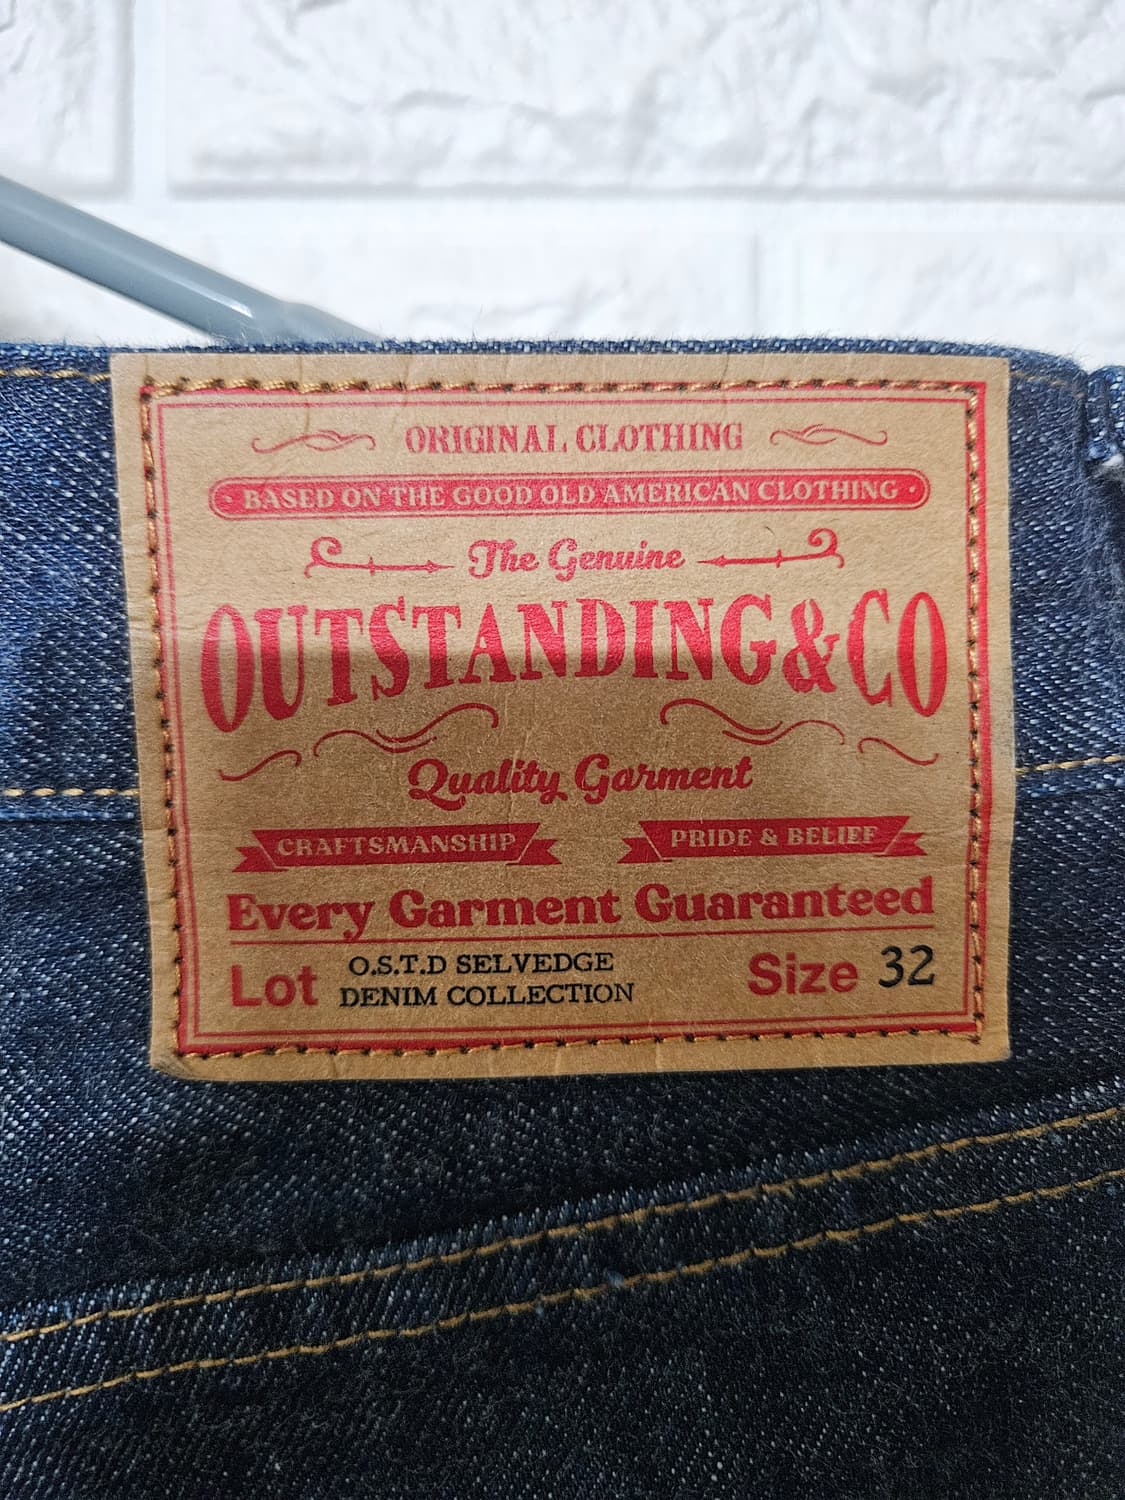 ORIGINAL CLOTHING
· BASED ON THE GOOD OLD AMERICAN CLOTHING ·
The Genuine
OUTSTANDING&CO
Quality Garment
CRAFTSMANSHIP PRIDE & BELIEF
Every Garment Guaranteed
Lot O.S.T.D SELVEDGE
DENIM COLLECTION
Size 32